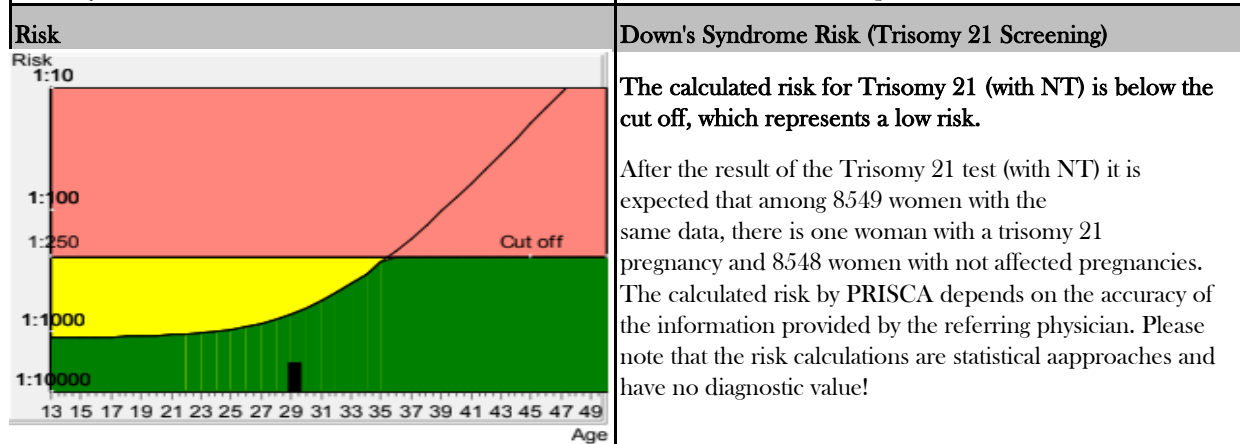 Risk
Risk
1:10
1:100
1:250
Cut off
1:1000
1:10000
13 15 17 19 21 23 25 27 29 31 33 35 37 39 41 43 45 47 49
Age
Down's Syndrome Risk (Trisomy 21 Screening)
The calculated risk for Trisomy 21 (with NT) is below the
cut off, which represents a low risk.
After the result of the Trisomy 21 test (with NT) it is
expected that among 8549 women with the
same data, there is one woman with a trisomy 21
pregnancy and 8548 women with not affected pregnancies.
The calculated risk by PRISCA depends on the accuracy of
the information provided by the referring physician. Please
note that the risk calculations are statistical aapproaches and
have no diagnostic value!